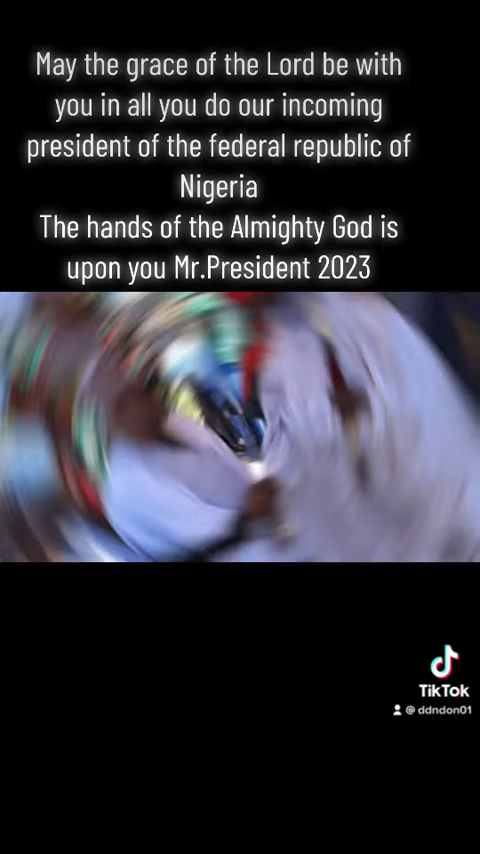 May the grace of the Lord be with
you in all you do our incoming
president of the federal republic of
Nigeria
The hands of the Almighty God is
upon you Mr.President 2023
TikTok
@ ddndon01